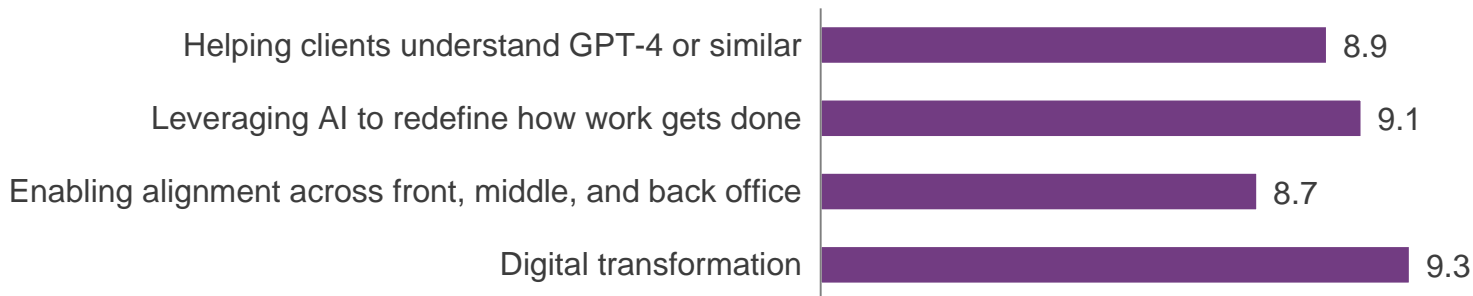 Helping clients understand GPT-4 or similar 8.9
Leveraging AI to redefine how work gets done 9.1
Enabling alignment across front, middle, and back office 8.7
Digital transformation 9.3